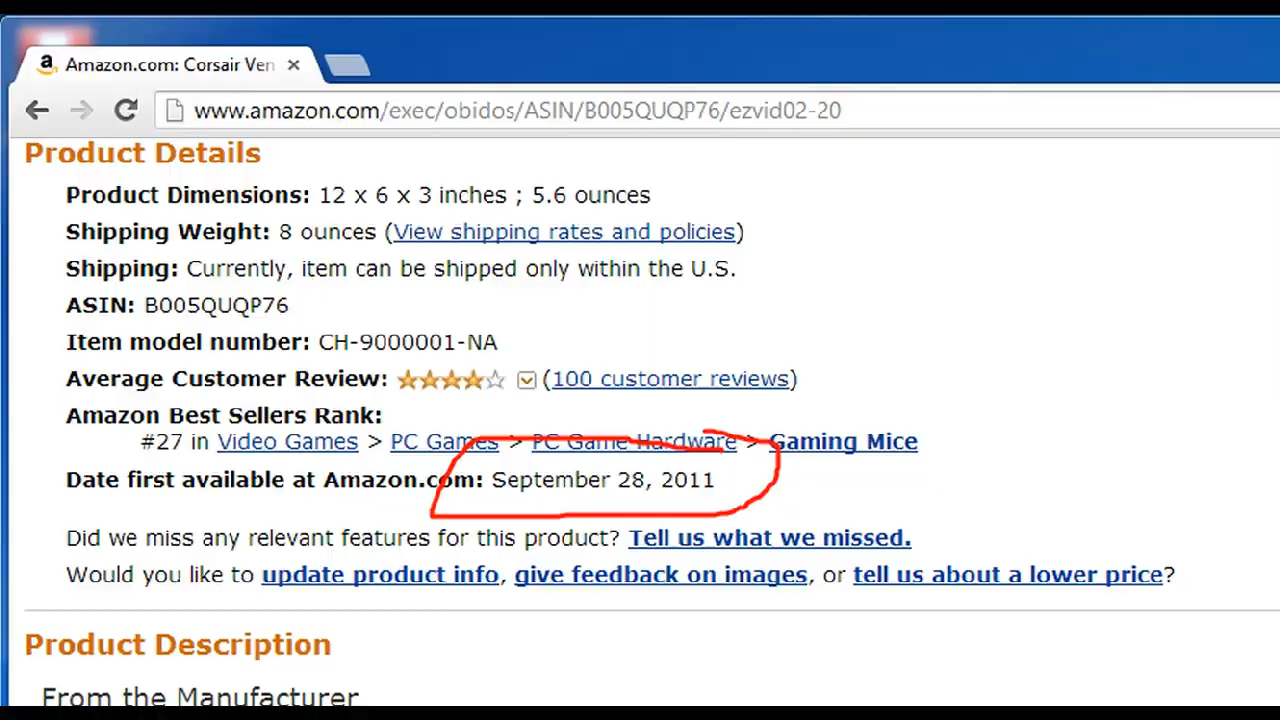 Amazon.com: Corsair Ven
www.amazon.com/exec/obidos/ASIN/B005QUQP76/ezvid02-20
Product Details
Product Dimensions: 12 x 6 x 3 inches ; 5.6 ounces
Shipping Weight: 8 ounces (View shipping rates and policies)
Shipping: Currently, item can be shipped only within the U.S.
ASIN: B005QUQP76
Item model number: CH-9000001-NA
Average Customer Review: (100 customer reviews)
Amazon Best Sellers Rank:
#27 in Video Games > PC Games > PC Game Hardware > Gaming Mice
Date first available at Amazon.com: September 28, 2011
Did we miss any relevant features for this product? Tell us what we missed.
Would you like to update product info, give feedback on images, or tell us about a lower price?
Product Description
From the Manufacturer